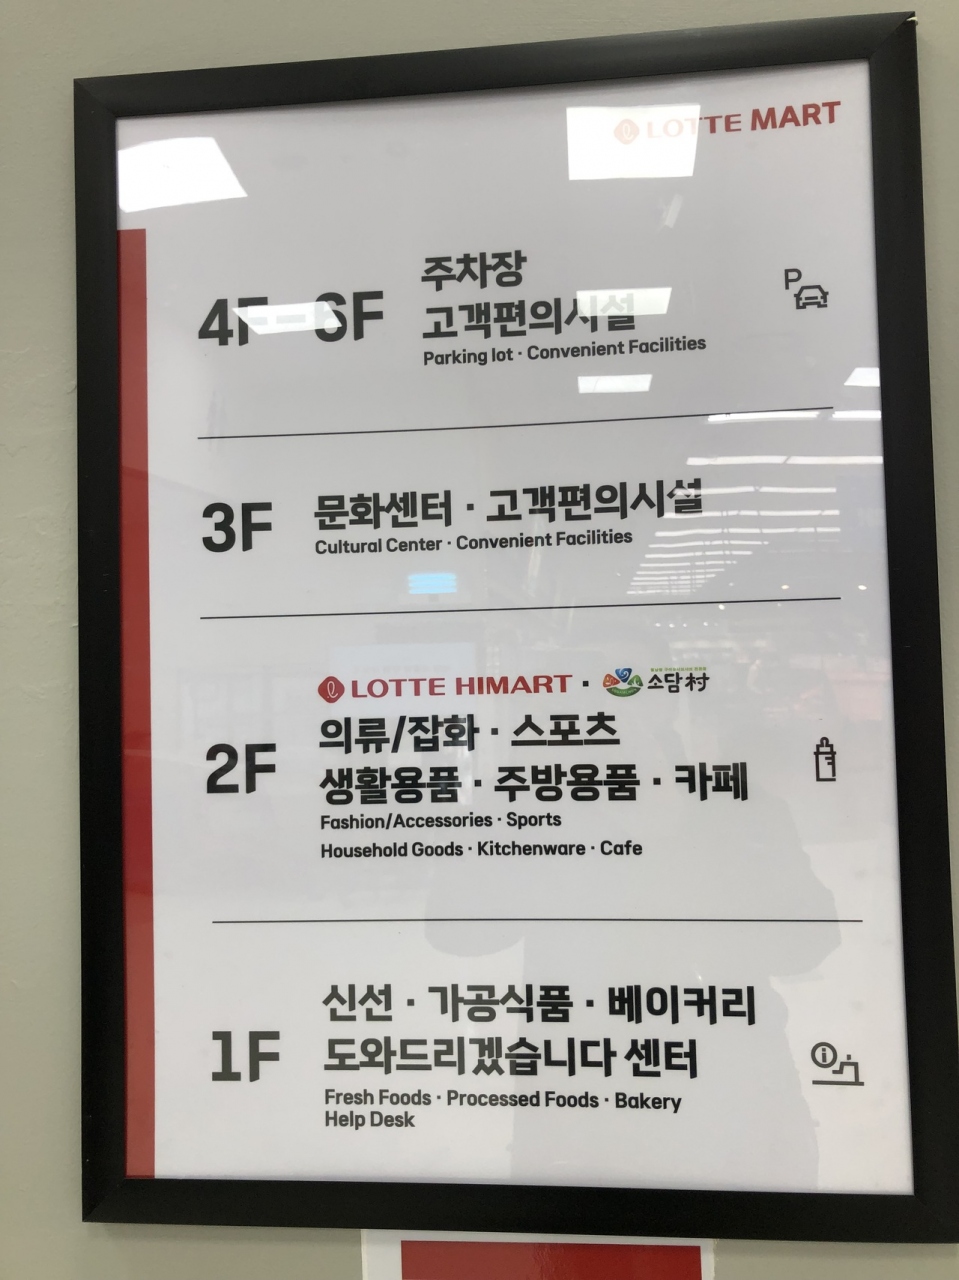 LOTTE MART
4F-6F
주차장
고객편의시설
Parking lot · Convenient Facilities
3F
문화센터 · 고객편의시설
Cultural Center · Convenient Facilities
2F
LOTTE HIMART · 소담村
의류/잡화 · 스포츠
생활용품 · 주방용품 · 카페
Fashion/Accessories · Sports
Household Goods · Kitchenware · Cafe
1F
신선 · 가공식품 · 베이커리
도와드리겠습니다 센터
Fresh Foods · Processed Foods · Bakery
Help Desk